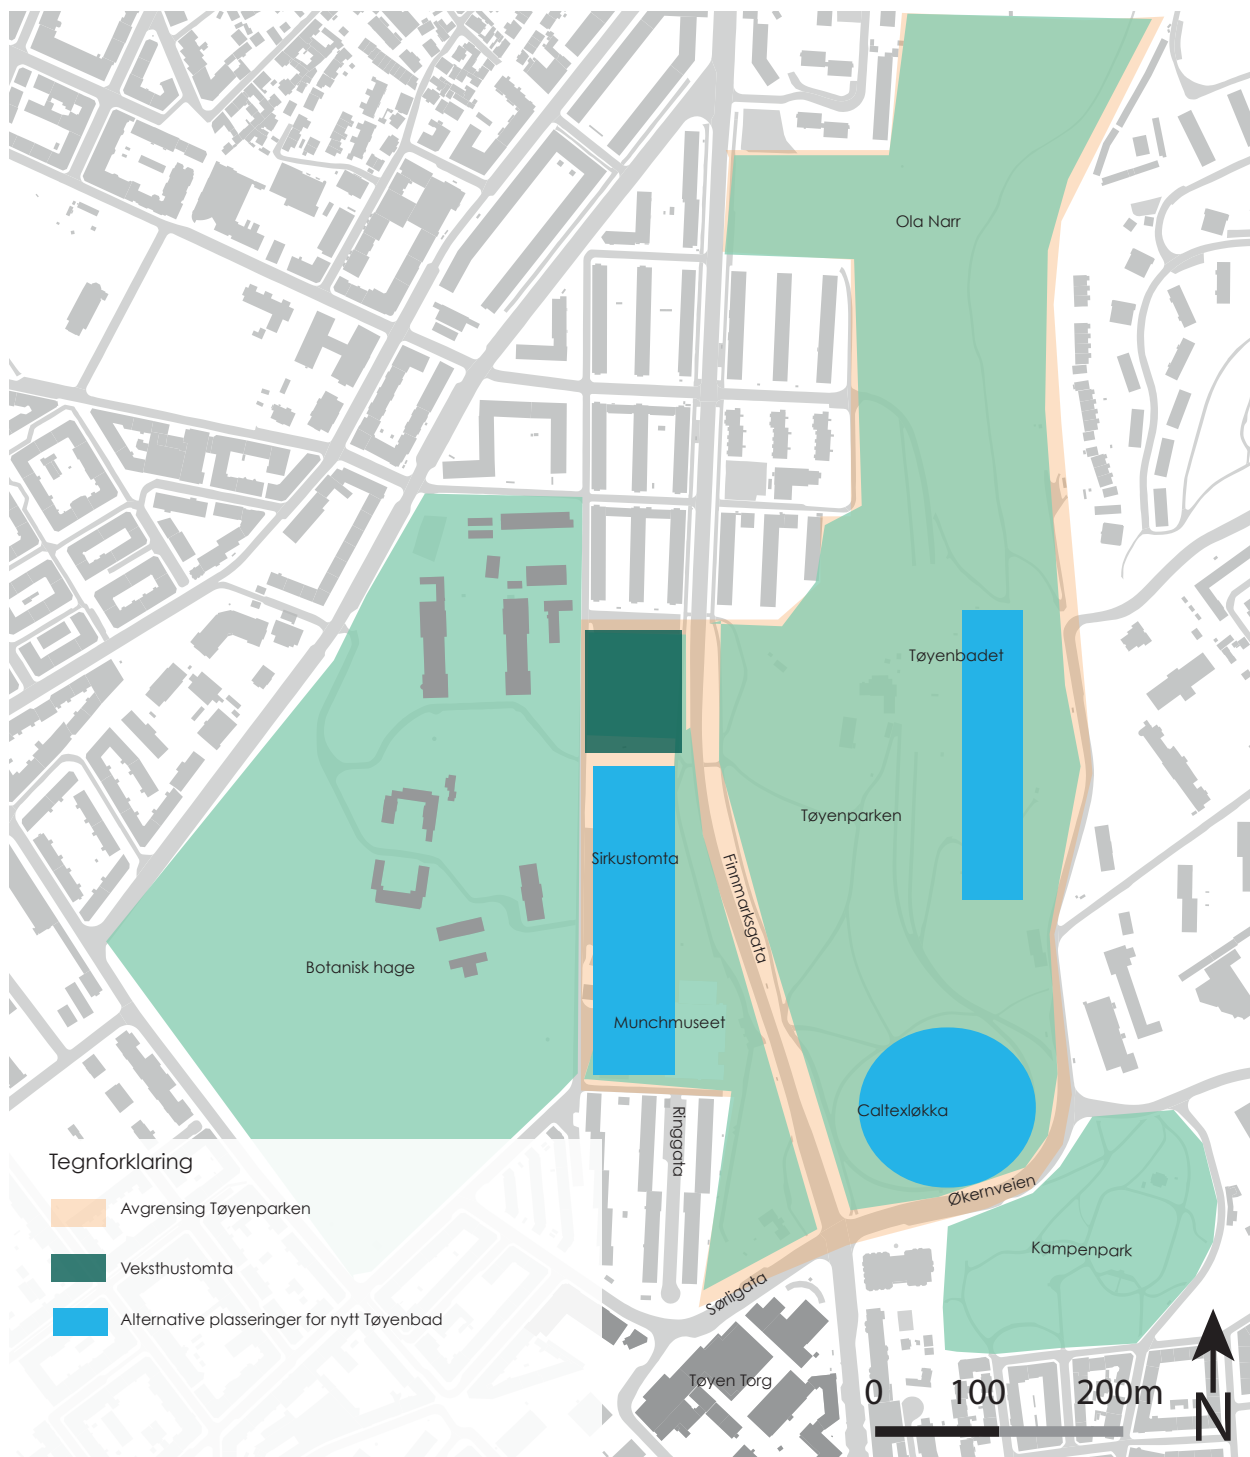 Ola Narr
Tøyenbadet
Tøyenparken
Sirkustomta
Finnmarksgata
Botanisk hage
Munchmuseet
Caltexløkka
Ringgata
Økernveien
Kampenpark
Sørligata
Tøyen Torg
Tegnforklaring
Avgrensing Tøyenparken
Veksthustomta
Alternative plasseringer for nytt Tøyenbad
0 100 200m
N